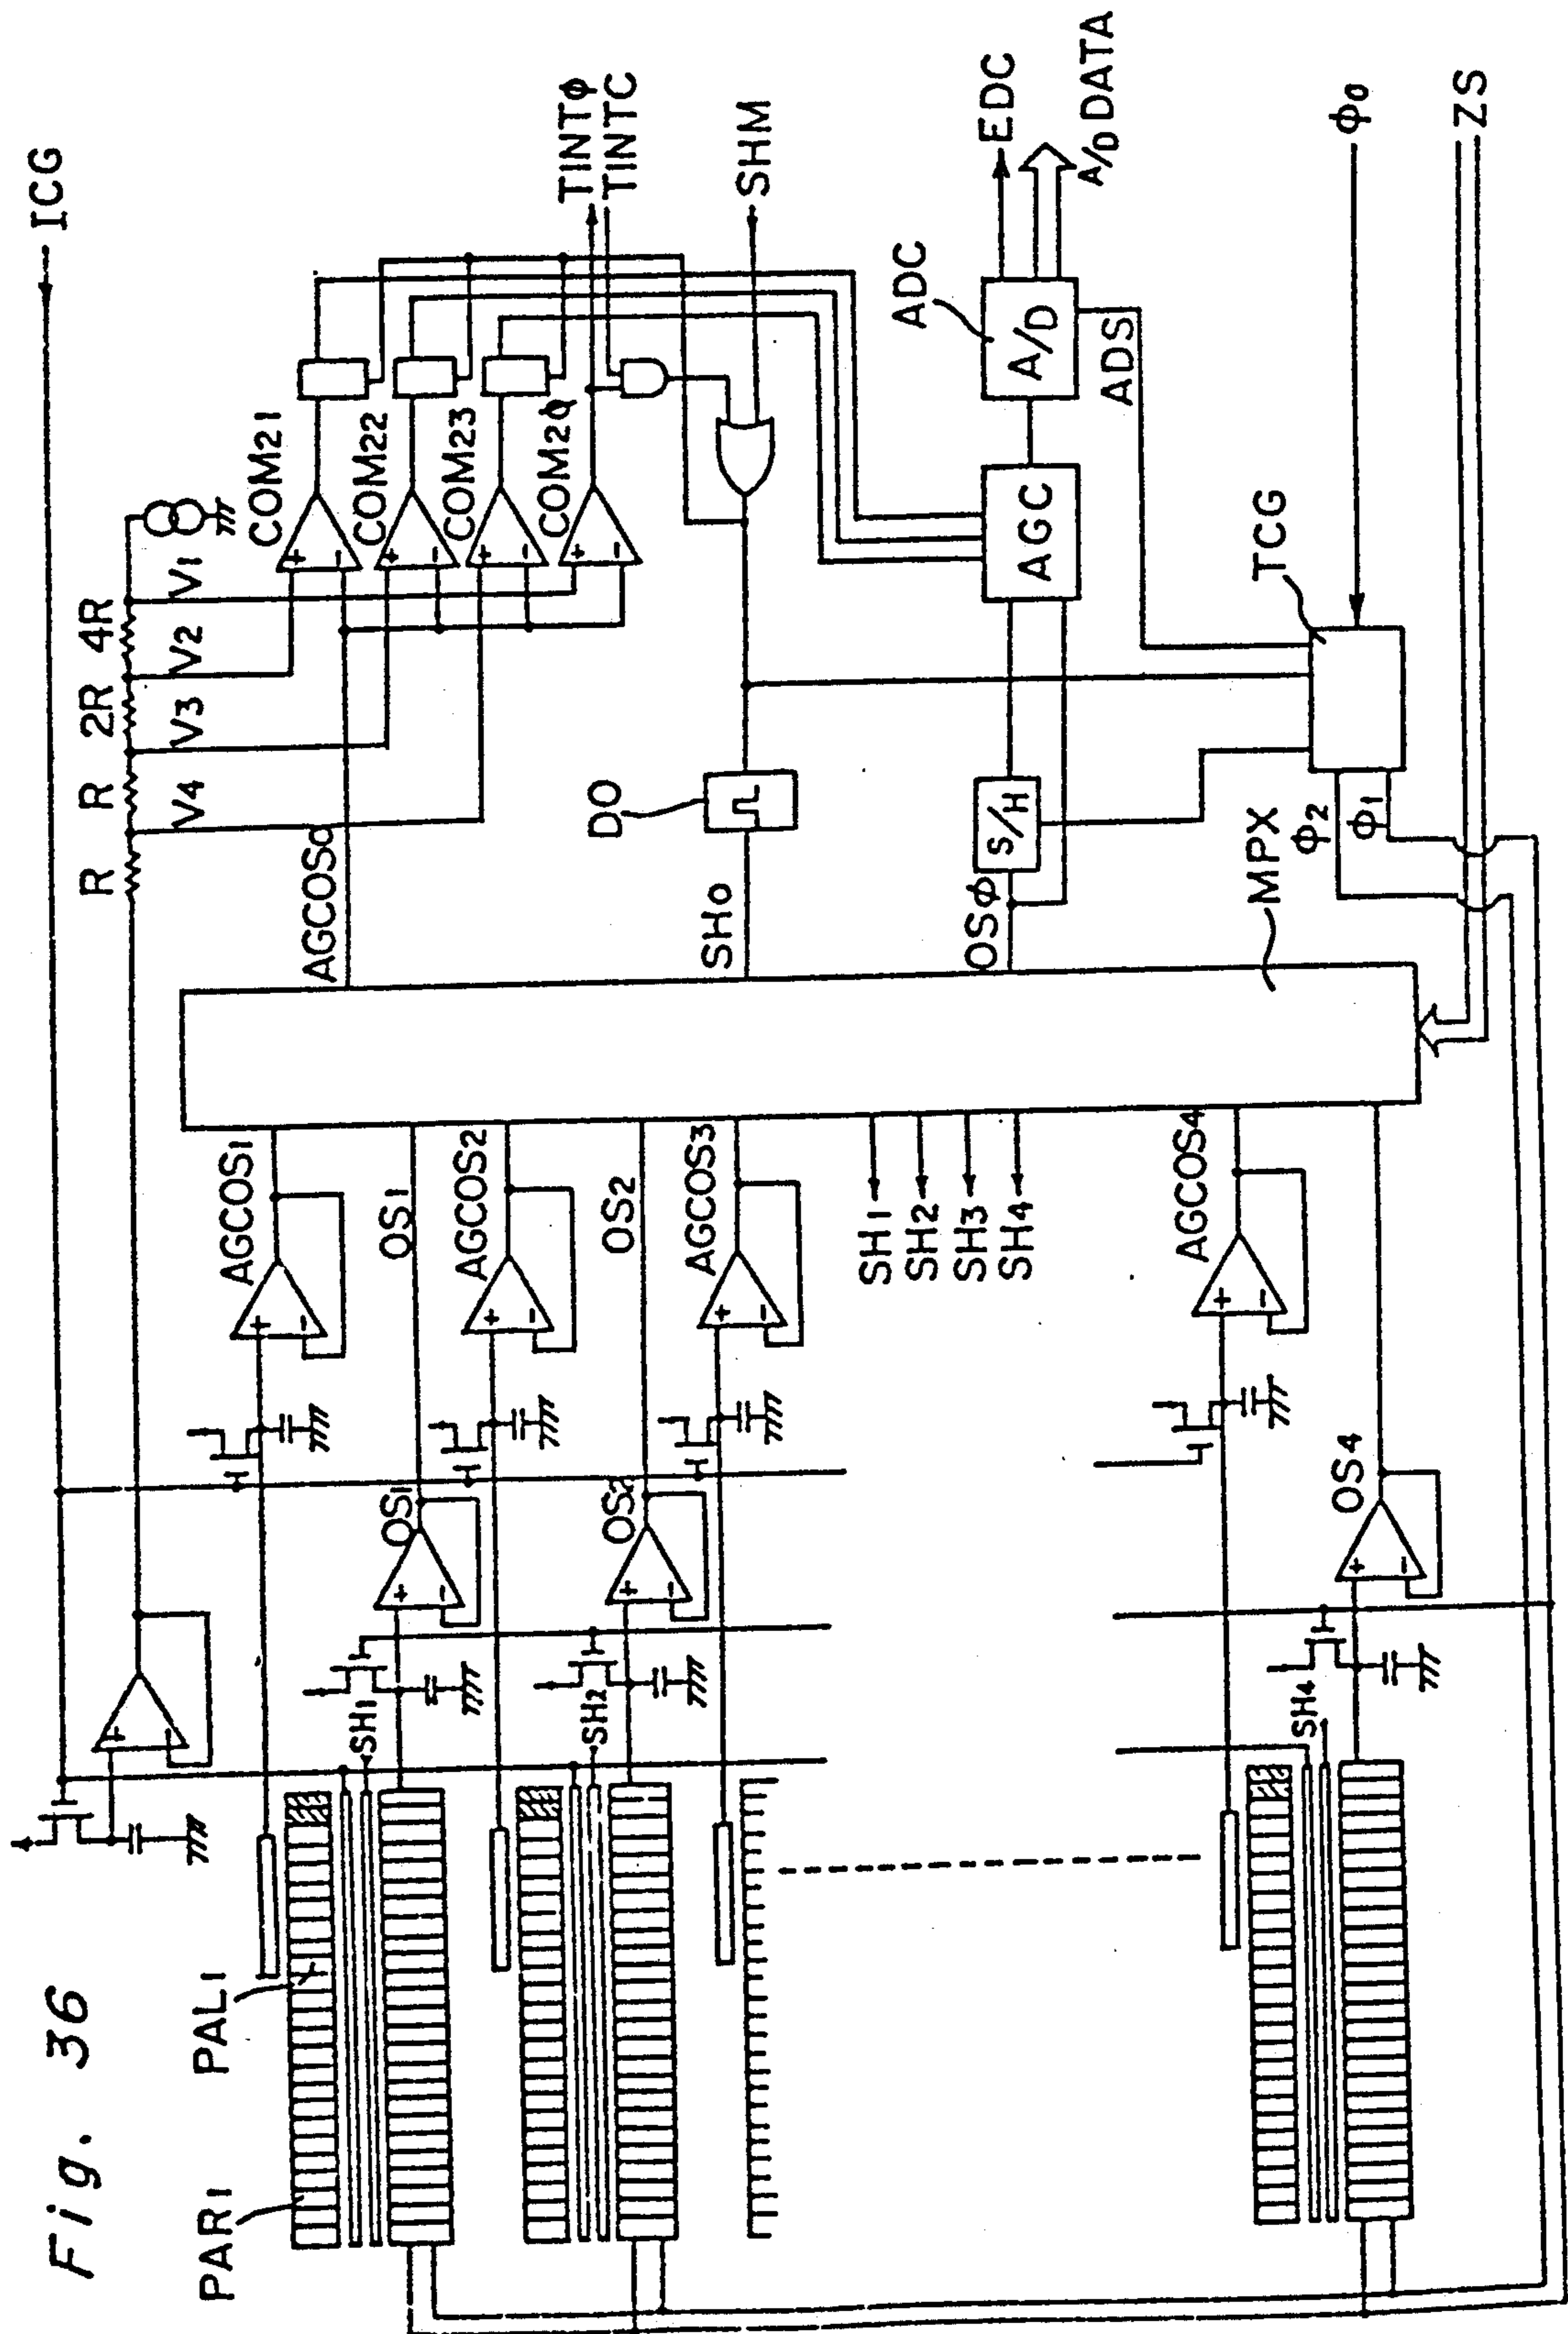 Fig. 36
ICG
R
R
2R
4R
V4
V3
V2
V1
COM21
COM22
COM23
COM20
TINTφ
TINTC
SHM
EDC
A/D DATA
φ0
ZS
AGCOS0
DO
SH0
OSφ
S/H
AGC
ADC
A/D
ADS
TCG
φ2
φ1
MPX
AGCOS1
OS1
AGCOS2
OS2
AGCOS3
SH1
SH2
SH3
SH4
AGCOS4
OS1
OS2
OS4
SH1
SH2
SH4
PAL1
PAR1
+
-
+
-
+
-
+
-
+
-
+
-
+
-
+
-
+
-
+
-
+
-
+
-